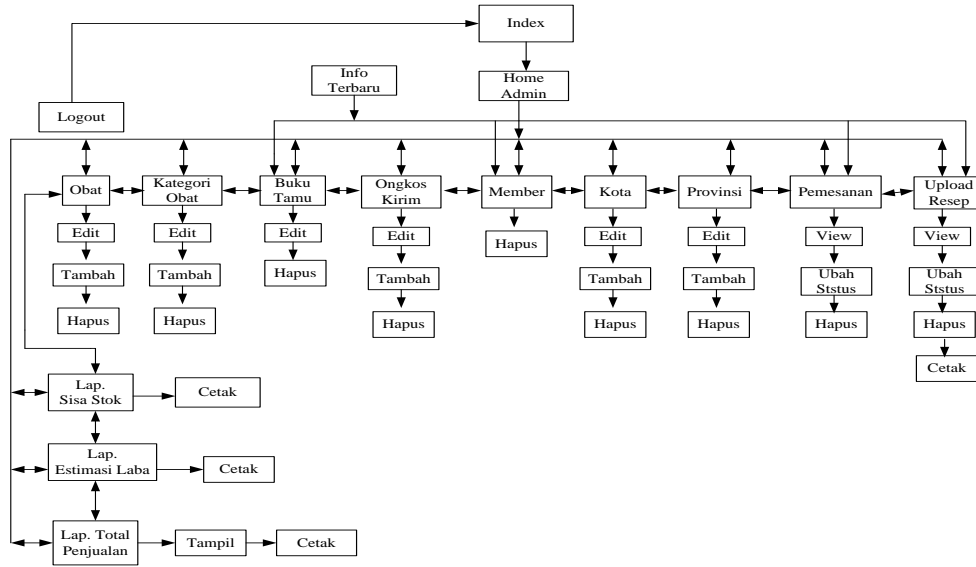 Index
Info
Terbaru
Home
Admin
Logout
Obat
Kategori
Obat
Buku
Tamu
Ongkos
Kirim
Member
Kota
Provinsi
Pemesanan
Upload
Resep
Edit
Edit
Edit
Edit
Hapus
Edit
Edit
View
View
Tambah
Tambah
Hapus
Tambah
Tambah
Tambah
Ubah
Ststus
Ubah
Ststus
Hapus
Hapus
Hapus
Hapus
Hapus
Hapus
Hapus
Cetak
Lap.
Sisa Stok
Cetak
Lap.
Estimasi Laba
Cetak
Lap. Total
Penjualan
Tampil
Cetak